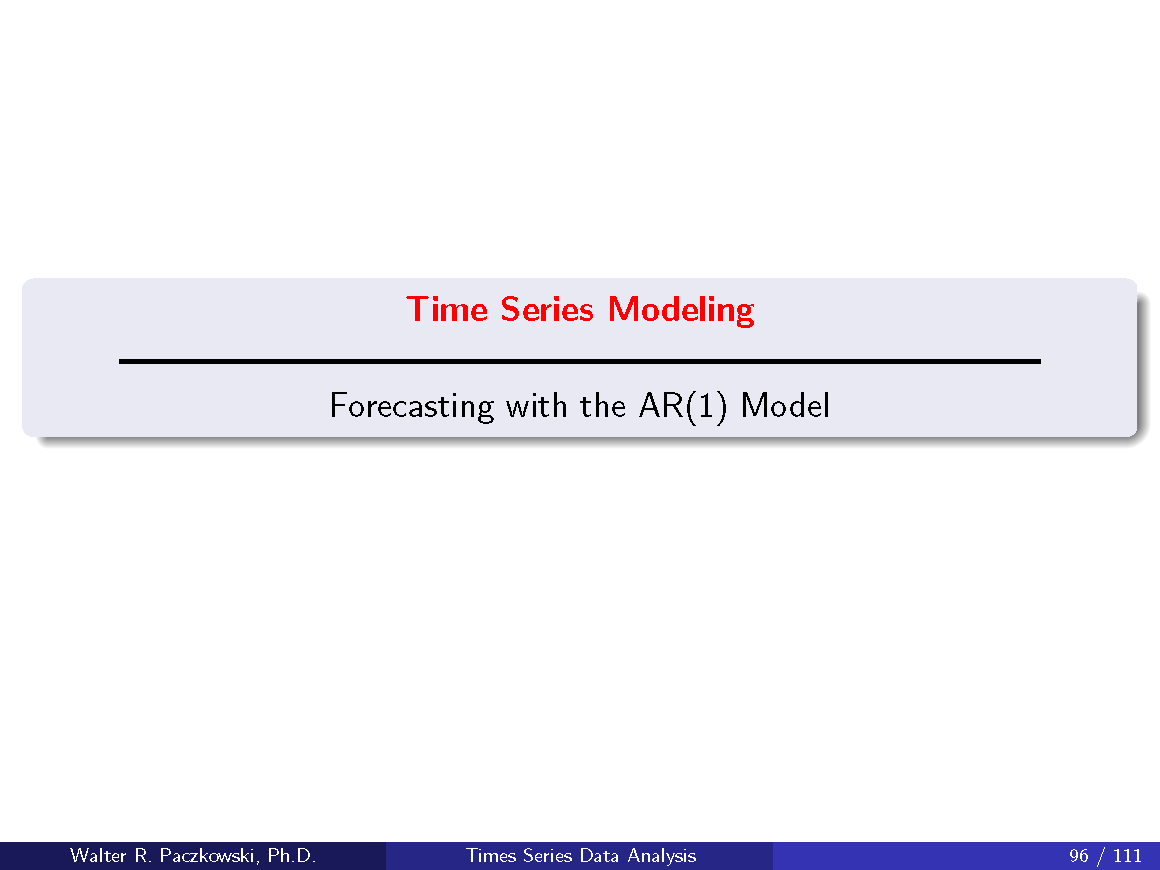 Time Series Modeling
Forecasting with the AR(1) Model
Walter R. Paczkowski, Ph.D.
Times Series Data Analysis
96 / 111